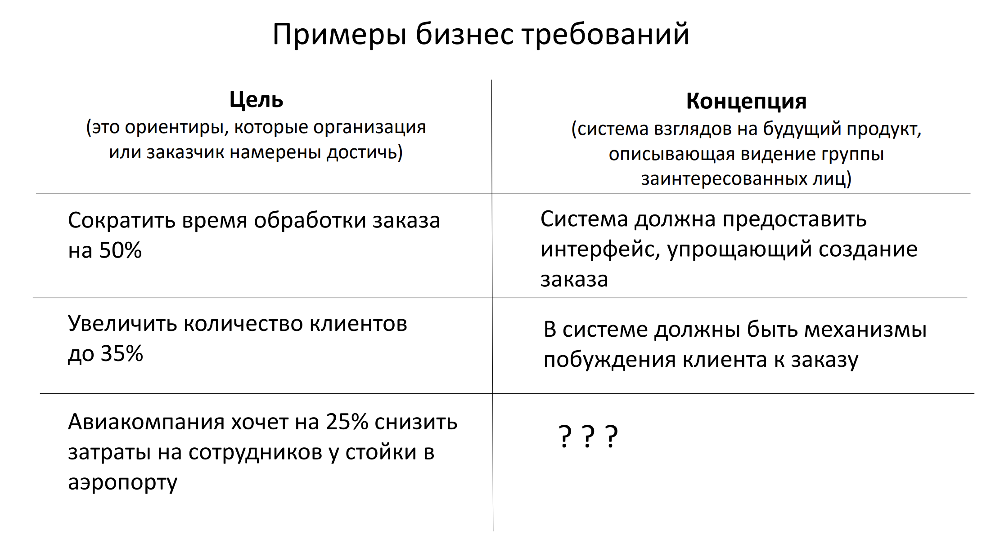 Примеры бизнес требований
Цель
(это ориентиры, которые организация
или заказчик намерены достичь)
Концепция
(система взглядов на будущий продукт,
описывающая видение группы
заинтересованных лиц)
Сократить время обработки заказа
на 50%
Система должна предоставить
интерфейс, упрощающий создание
заказа
Увеличить количество клиентов
до 35%
В системе должны быть механизмы
побуждения клиента к заказу
Авиакомпания хочет на 25% снизить
затраты на сотрудников у стойки в
аэропорту
? ? ?